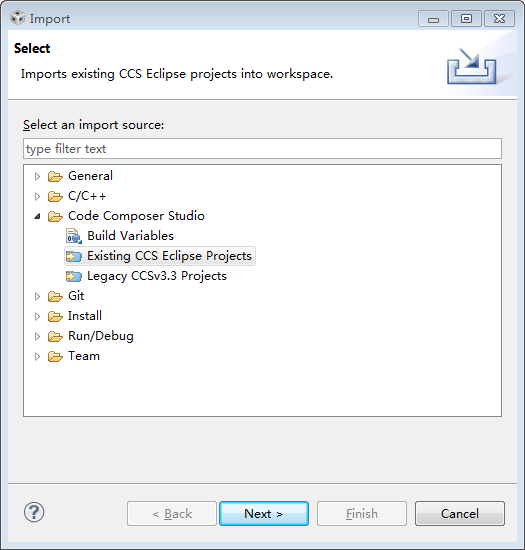 Import
Select
Imports existing CCS Eclipse projects into workspace.
Select an import source:
type filter text
General
C/C++
Code Composer Studio
Build Variables
Existing CCS Eclipse Projects
Legacy CCSv3.3 Projects
Git
Install
Run/Debug
Team
? < Back Next > Finish Cancel